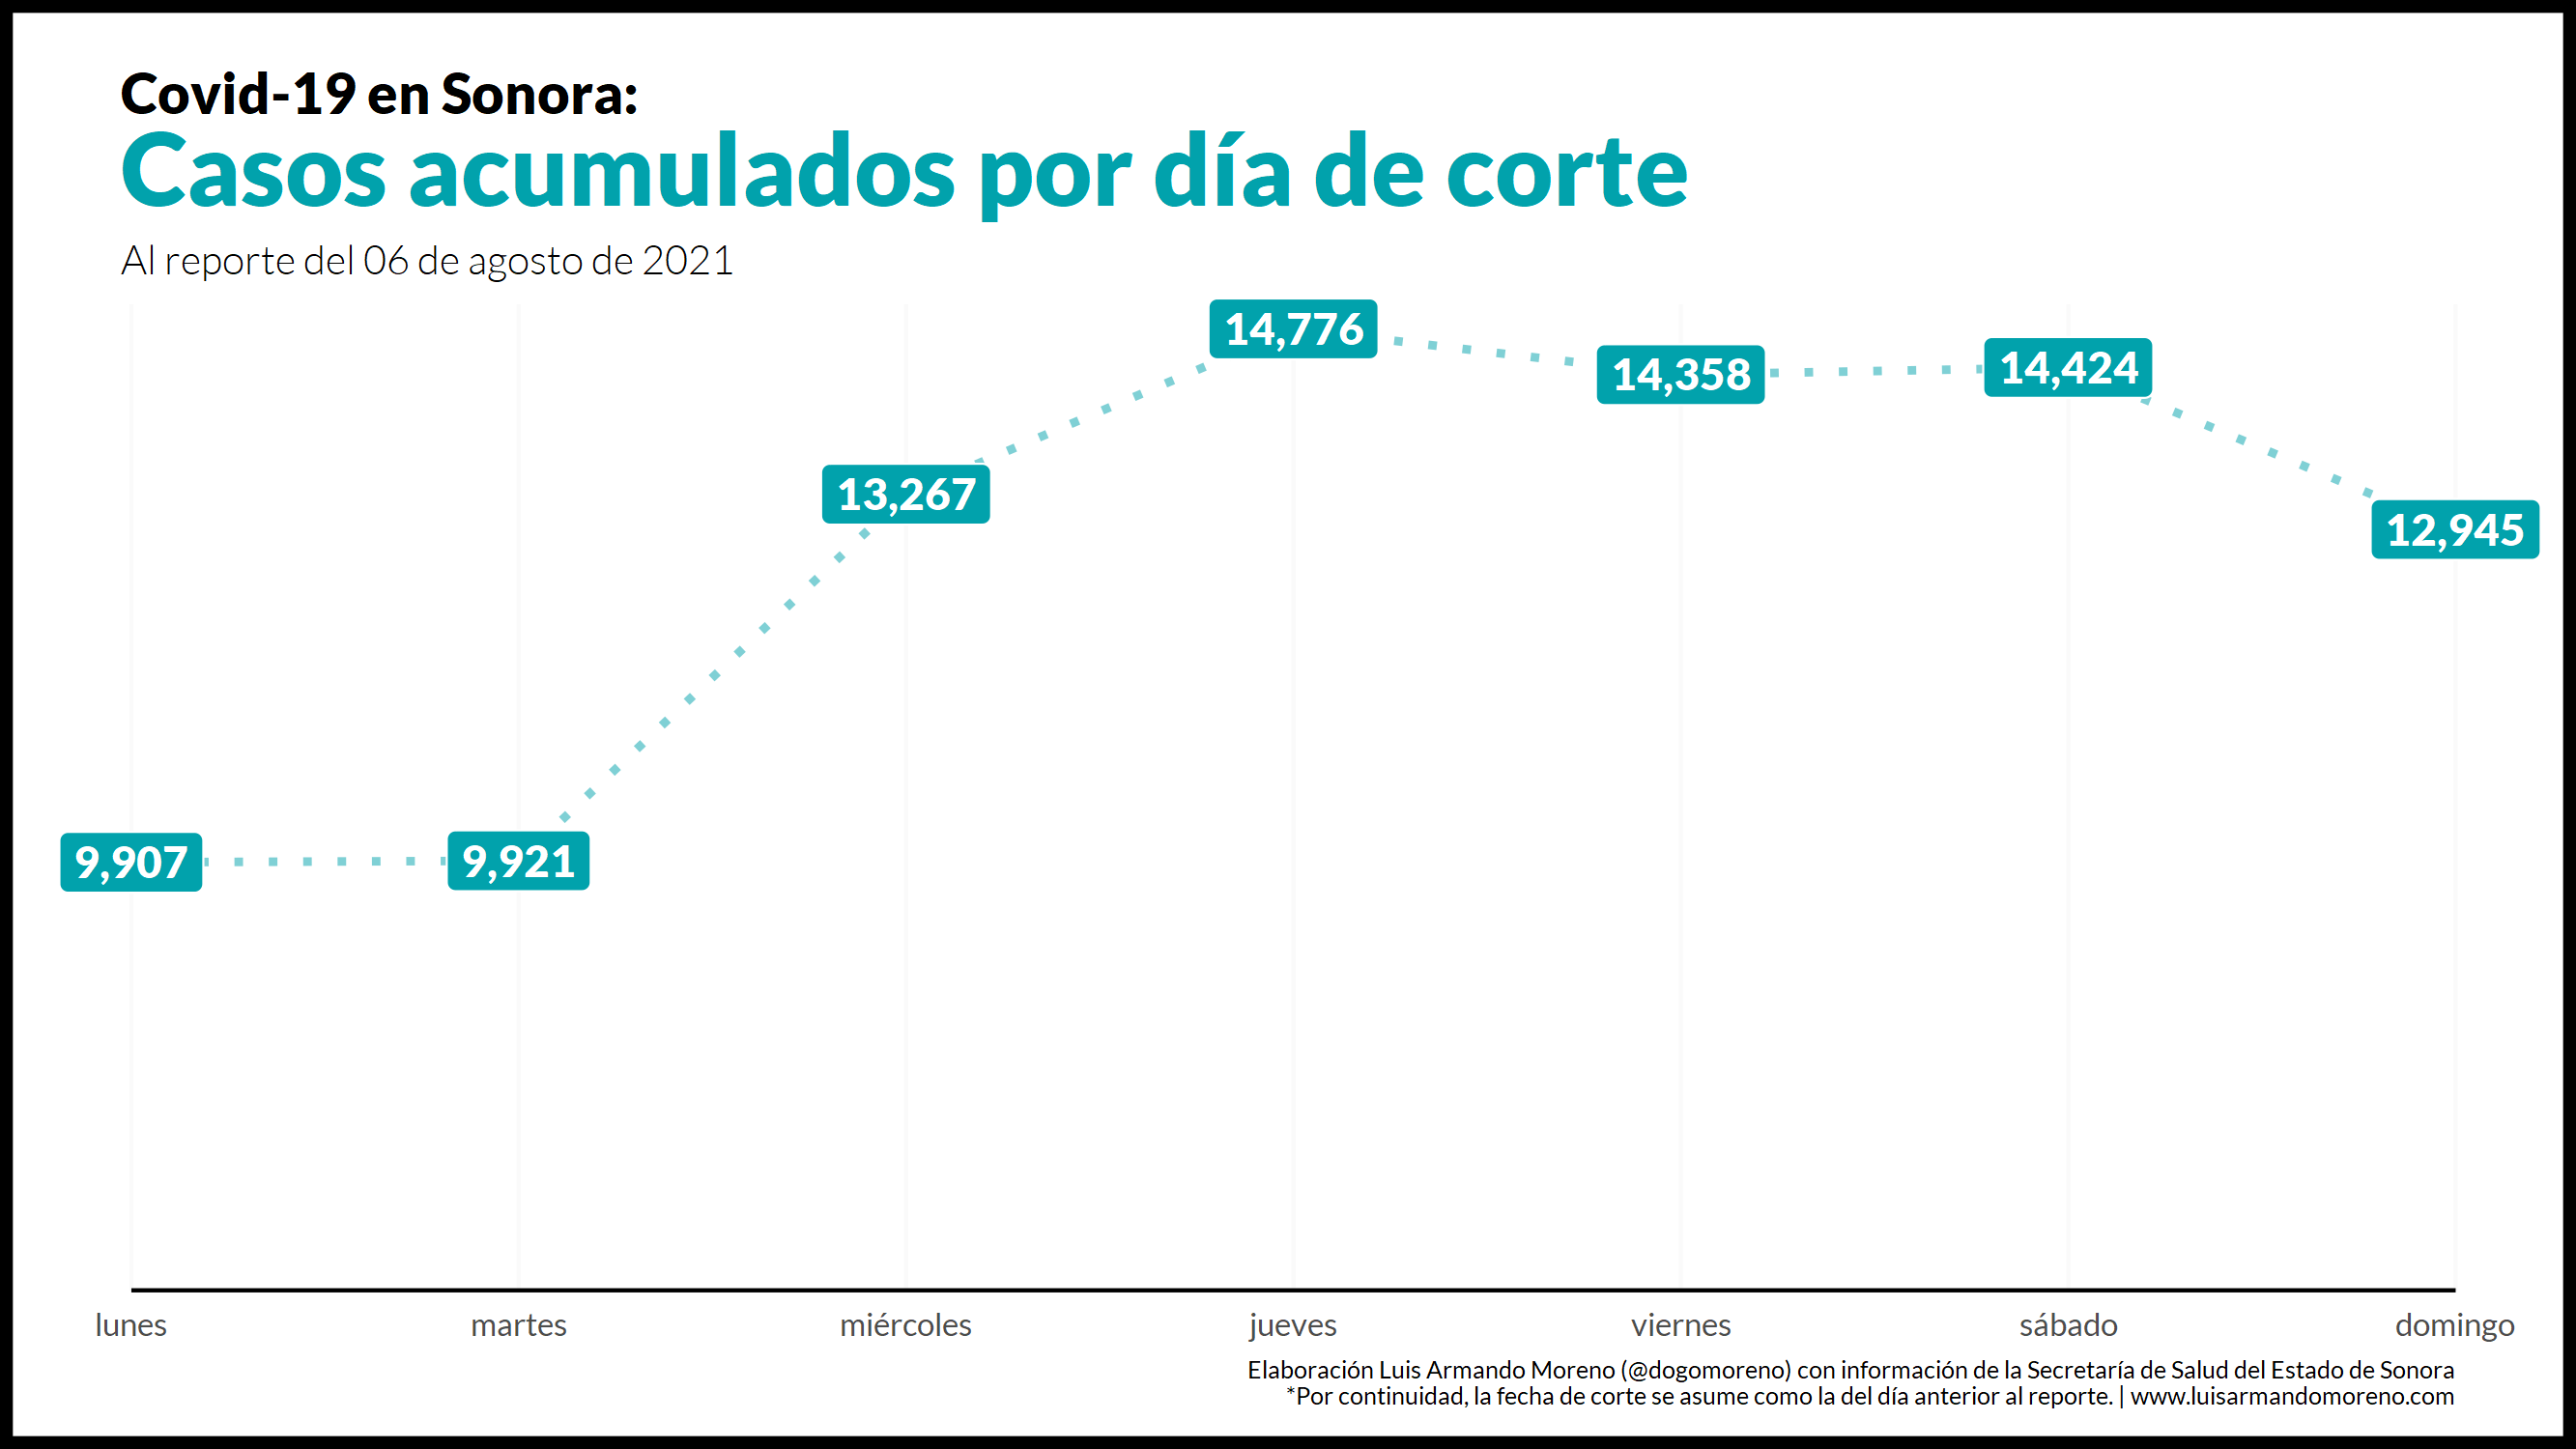 Covid-19 en Sonora:
Casos acumulados por día de corte
Al reporte del 06 de agosto de 2021
14,776
14,358
14,424
13,267
12,945
9,907
9,921
lunes martes miércoles jueves viernes sábado domingo
Elaboración Luis Armando Moreno (@dogomoreno) con información de la Secretaría de Salud del Estado de Sonora
*Por continuidad, la fecha de corte se asume como la del día anterior al reporte. | www.luisarmandomoreno.com